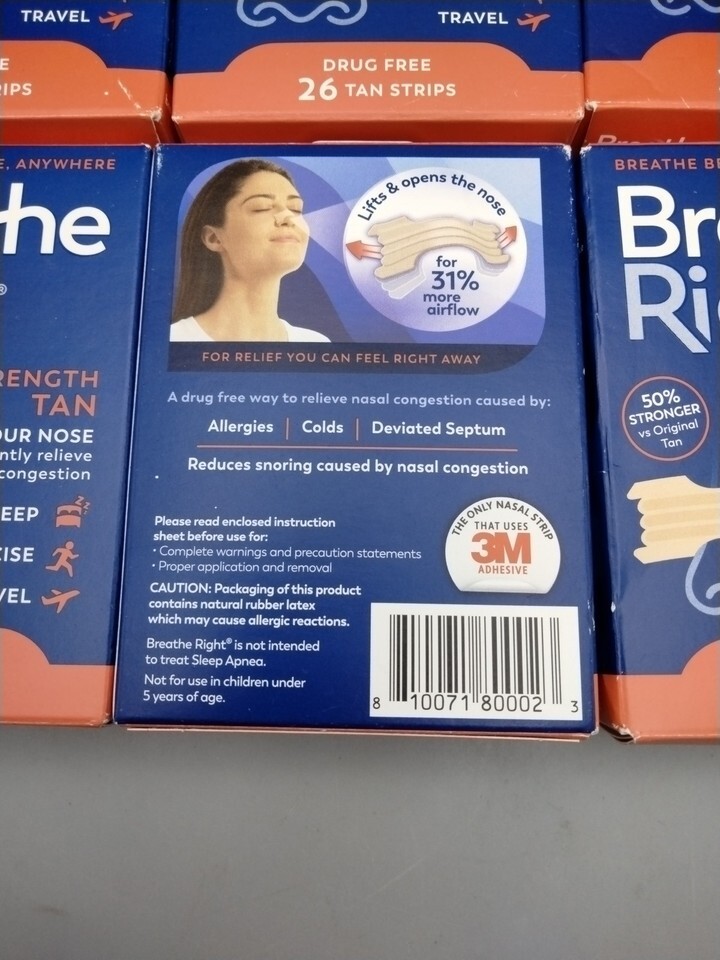 TRAVEL
TRAVEL
IPS
DRUG FREE
26 TAN STRIPS
, ANYWHERE
he
®
RENGTH
TAN
OUR NOSE
ntly relieve
congestion
EEP
CISE
VEL
Lifts & opens the nose
for
31%
more
airflow
FOR RELIEF YOU CAN FEEL RIGHT AWAY
A drug free way to relieve nasal congestion caused by:
Allergies | Colds | Deviated Septum
Reduces snoring caused by nasal congestion
Please read enclosed instruction
sheet before use for:
• Complete warnings and precaution statements
• Proper application and removal
CAUTION: Packaging of this product
contains natural rubber latex
which may cause allergic reactions.
Breathe Right® is not intended
to treat Sleep Apnea.
Not for use in children under
5 years of age.
THE ONLY NASAL STRIP
THAT USES
3M
ADHESIVE
8 10071 80002 3
BREATHE BE
Br
Ri
50%
STRONGER
vs Original
Tan